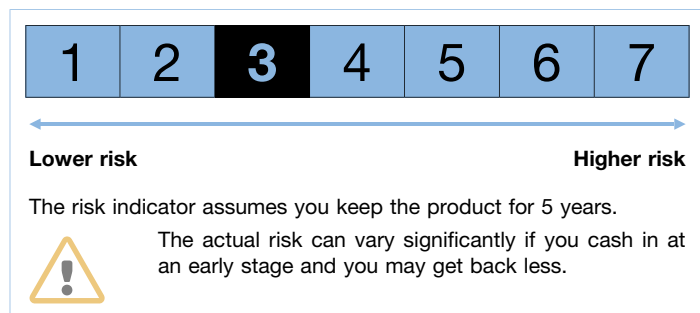 1 2 3 4 5 6 7
Lower risk Higher risk
The risk indicator assumes you keep the product for 5 years.
The actual risk can vary significantly if you cash in at
an early stage and you may get back less.